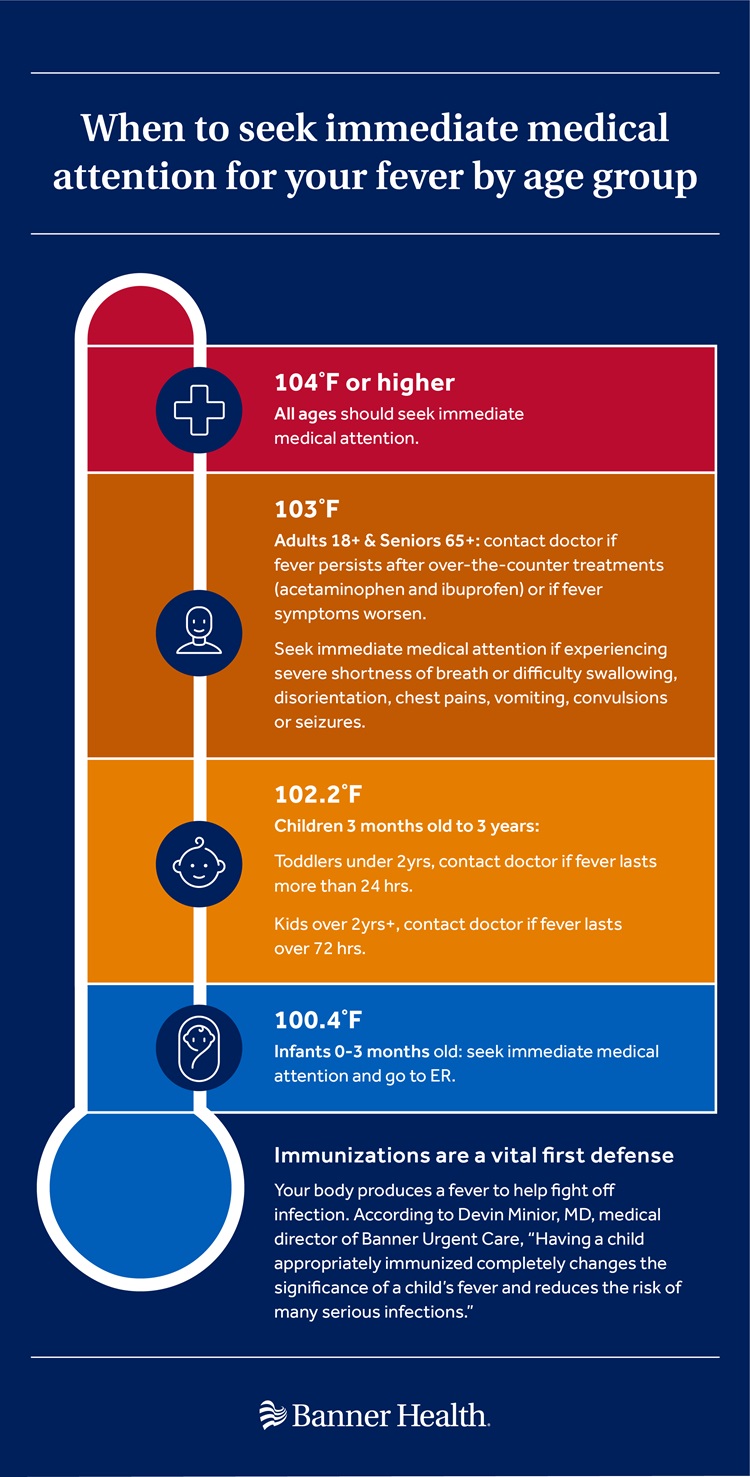 When to seek immediate medical
attention for your fever by age group
104°F or higher
All ages should seek immediate
medical attention.
103°F
Adults 18+ & Seniors 65+: contact doctor if
fever persists after over-the-counter treatments
(acetaminophen and ibuprofen) or if fever
symptoms worsen.
Seek immediate medical attention if experiencing
severe shortness of breath or difficulty swallowing,
disorientation, chest pains, vomiting, convulsions
or seizures.
102.2°F
Children 3 months old to 3 years:
Toddlers under 2yrs, contact doctor if fever lasts
more than 24 hrs.
Kids over 2yrs+, contact doctor if fever lasts
over 72 hrs.
100.4°F
Infants 0-3 months old: seek immediate medical
attention and go to ER.
Immunizations are a vital first defense
Your body produces a fever to help fight off
infection. According to Devin Minior, MD, medical
director of Banner Urgent Care, “Having a child
appropriately immunized completely changes the
significance of a child’s fever and reduces the risk of
many serious infections.”
Banner Health.